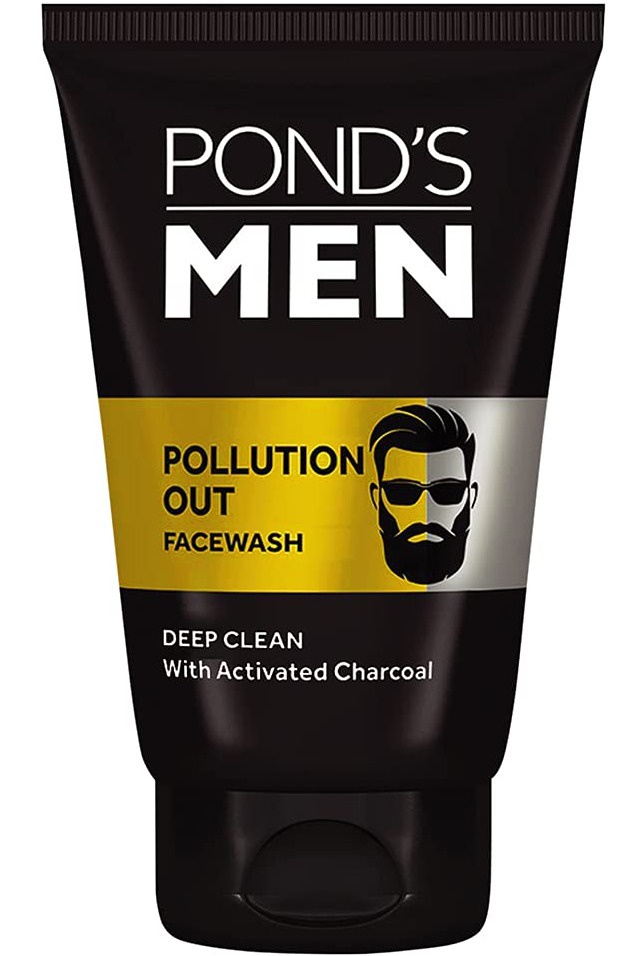 POND'S
MEN
POLLUTION
OUT
FACEWASH
DEEP CLEAN
With Activated Charcoal